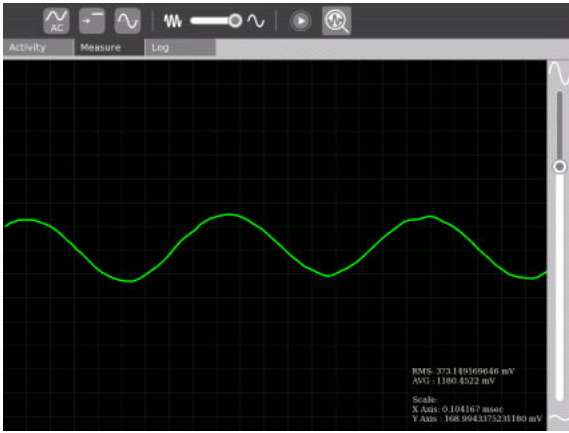 AC
Activity Measure Log
RMS: 373.149169646 mV
AVG : 1180.4522 mV
Scale:
X Axis: 0.104167 msec
Y Axis : 168.9943375231180 mV